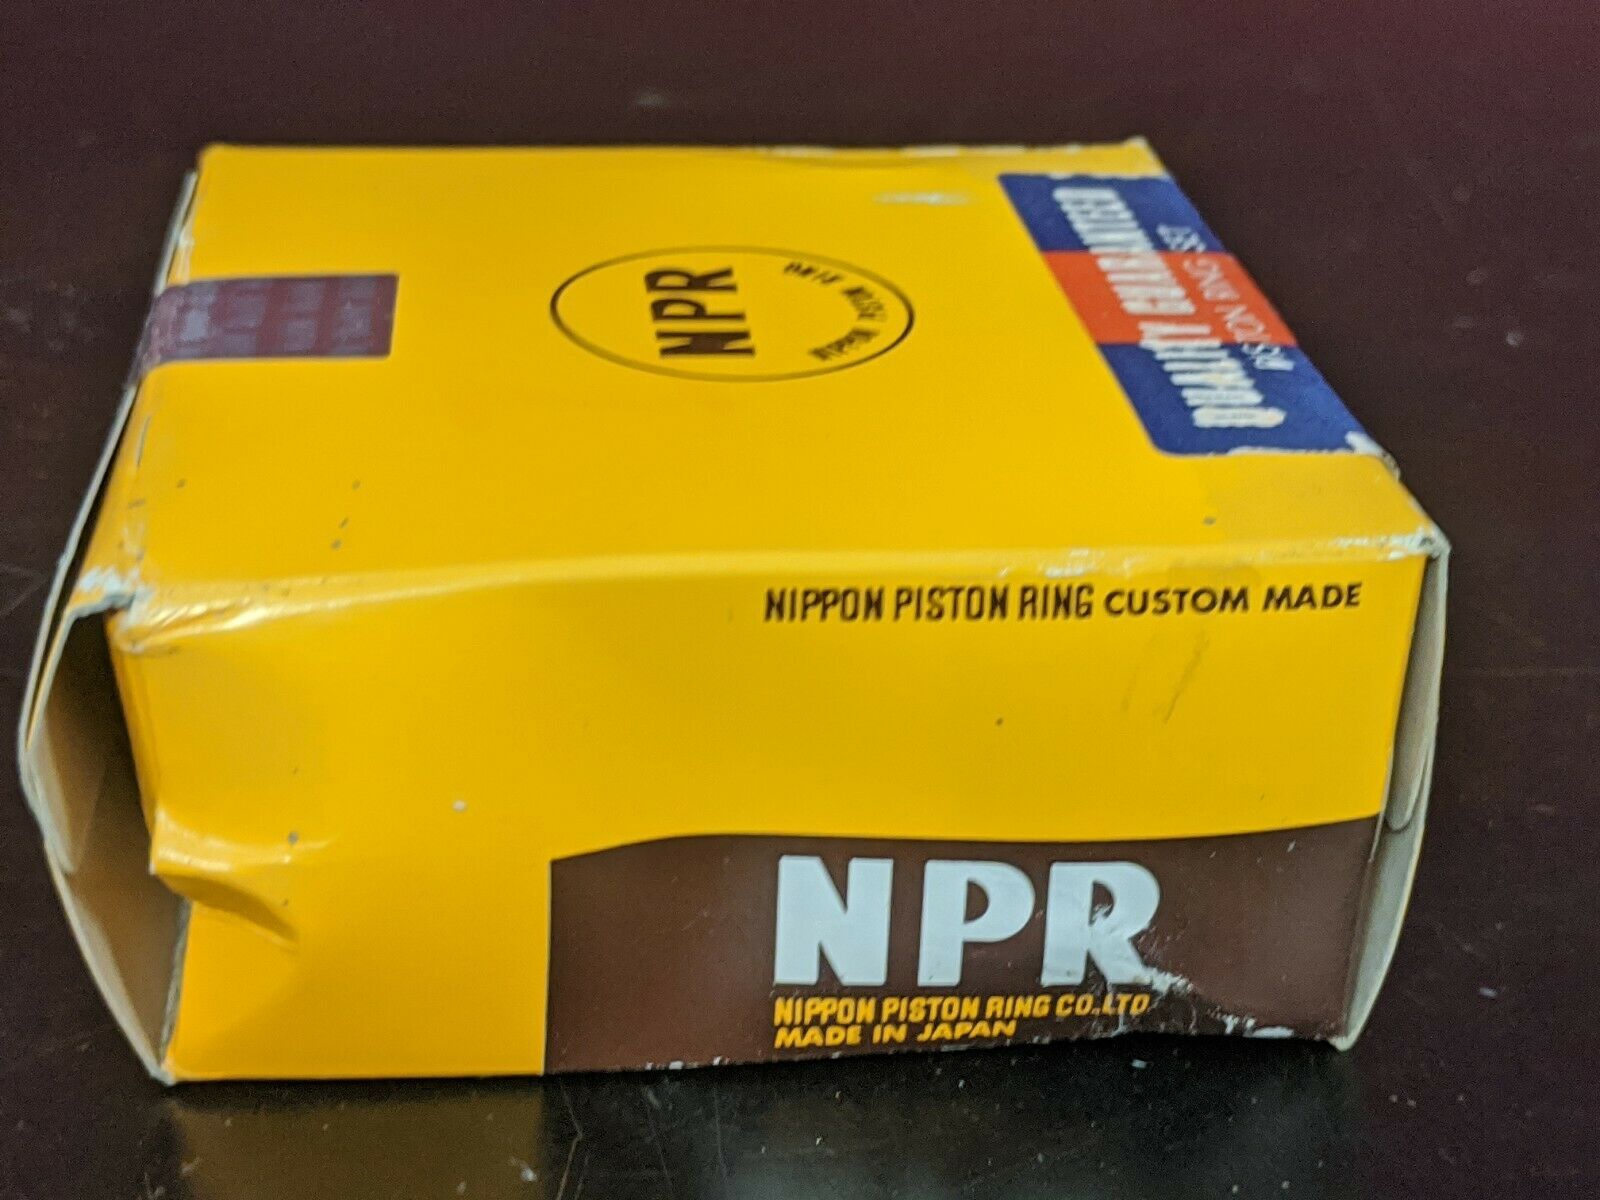 NPR
NIPPON PISTON RING
QUALITY GUARANTEED
PISTON RING SET
NIPPON PISTON RING CUSTOM MADE
NPR
NIPPON PISTON RING CO.,LTD
MADE IN JAPAN